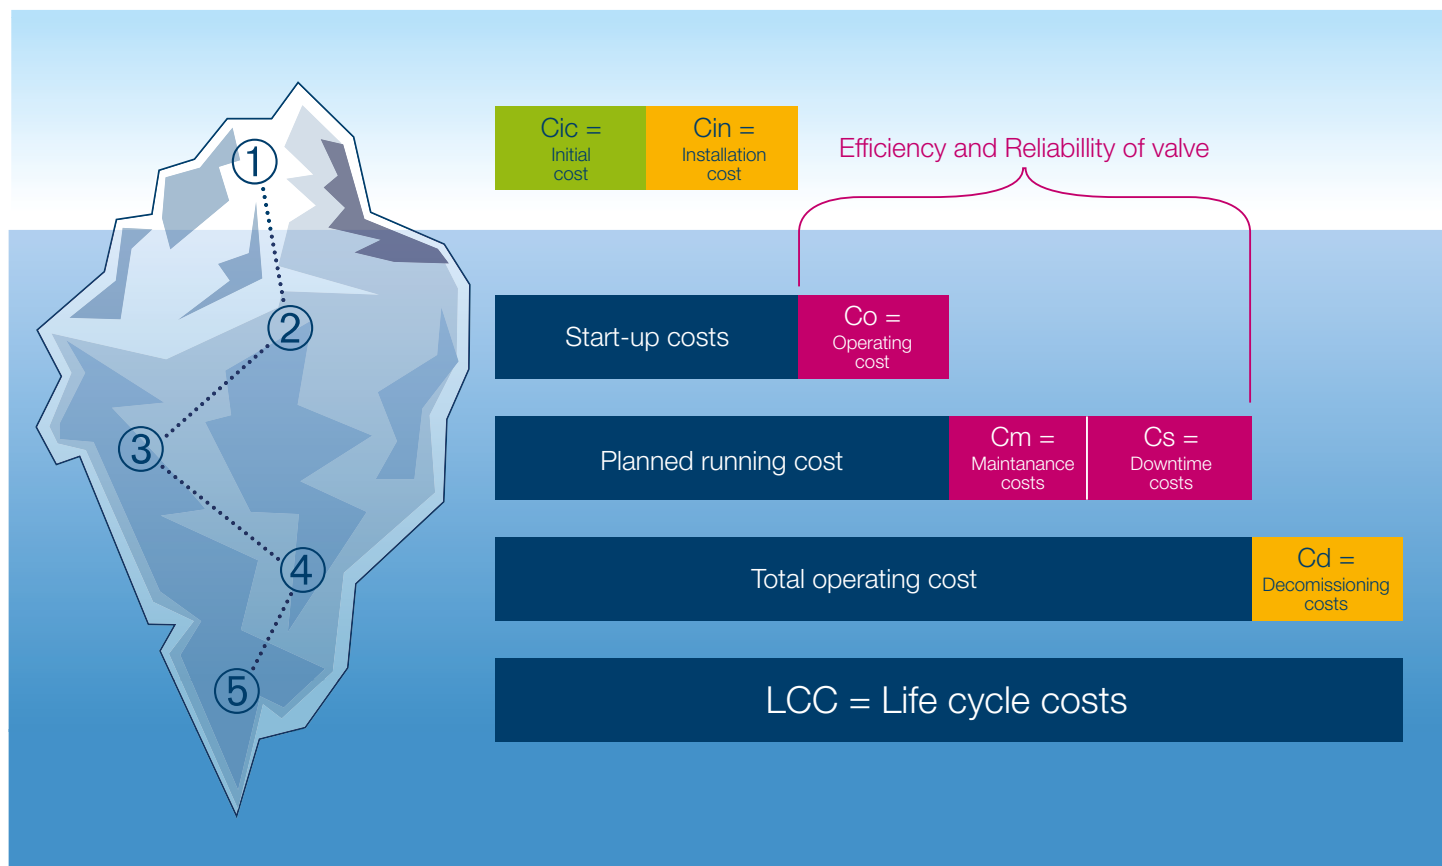 1
Cic =
Initial
cost
Cin =
Installation
cost
Efficiency and Reliabillity of valve
2
Start-up costs
Co =
Operating
cost
3
Planned running cost
Cm =
Maintanance
costs
Cs =
Downtime
costs
4
Total operating cost
Cd =
Decomissioning
costs
5
LCC = Life cycle costs